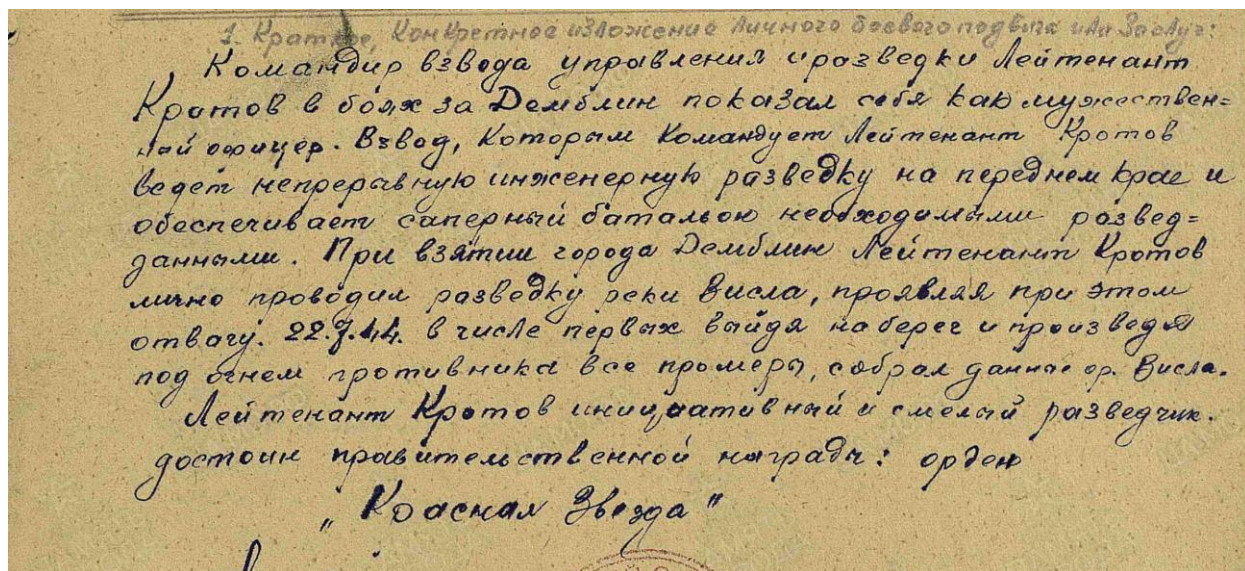 1. Краткое, конкретное изложение личного боевого подвига или заслуг:
Командир взвода управления и разведки Лейтенант
Кротов в боях за Демблин показал себя как мужествен=
ный офицер. Взвод, которым командует Лейтенант Кротов
ведет непрерывную инженерную разведку на переднем крае и
обеспечивает саперный батальон необходимыми развед=
данными. При взятии города Демблин Лейтенант Кротов
лично проводил разведку реки Висла, проявляя при этом
отвагу. 22.7.44. в числе первых выйдя на берег и произведя
под огнем противника все промеры, собрал данные о р. Висла.
Лейтенант Кротов инициативный и смелый разведчик.
достоин правительственной награды: орден
"Красная Звезда"